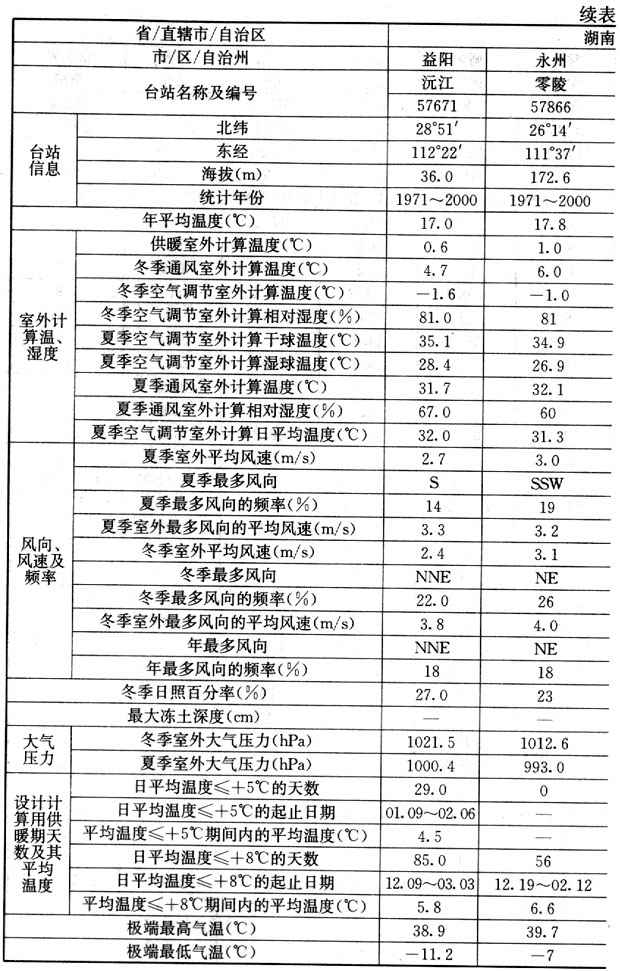 续表
省/直辖市/自治区 湖南
市/区/自治州 益阳 永州
台站名称及编号 沅江 零陵
57671 57866
台站信息 北纬 28°51′ 26°14′
东经 112°22′ 111°37′
海拔(m) 36.0 172.6
统计年份 1971～2000 1971～2000
年平均温度(℃) 17.0 17.8
室外计算温、湿度 供暖室外计算温度(℃) 0.6 1.0
冬季通风室外计算温度(℃) 4.7 6.0
冬季空气调节室外计算温度(℃) －1.6 －1.0
冬季空气调节室外计算相对湿度(%) 81.0 81
夏季空气调节室外计算干球温度(℃) 35.1 34.9
夏季空气调节室外计算湿球温度(℃) 28.4 26.9
夏季通风室外计算温度(℃) 31.7 32.1
夏季通风室外计算相对湿度(%) 67.0 60
夏季空气调节室外计算日平均温度(℃) 32.0 31.3
风向、风速及频率 夏季室外平均风速(m/s) 2.7 3.0
夏季最多风向 S SSW
夏季最多风向的频率(%) 14 19
夏季室外最多风向的平均风速(m/s) 3.3 3.2
冬季室外平均风速(m/s) 2.4 3.1
冬季最多风向 NNE NE
冬季最多风向的频率(%) 22.0 26
冬季室外最多风向的平均风速(m/s) 3.8 4.0
年最多风向 NNE NE
年最多风向的频率(%) 18 18
冬季日照百分率(%) 27.0 23
最大冻土深度(cm) — —
大气压力 冬季室外大气压力(hPa) 1021.5 1012.6
夏季室外大气压力(hPa) 1000.4 993.0
设计计算用供暖期天数及其平均温度 日平均温度≤+5℃的天数 29.0 0
日平均温度≤+5℃的起止日期 01.09～02.06 —
平均温度≤+5℃期间内的平均温度(℃) 4.5 —
日平均温度≤+8℃的天数 85.0 56
日平均温度≤+8℃的起止日期 12.09～03.03 12.19～02.12
平均温度≤+8℃期间内的平均温度(℃) 5.8 6.6
极端最高气温(℃) 38.9 39.7
极端最低气温(℃) －11.2 －7